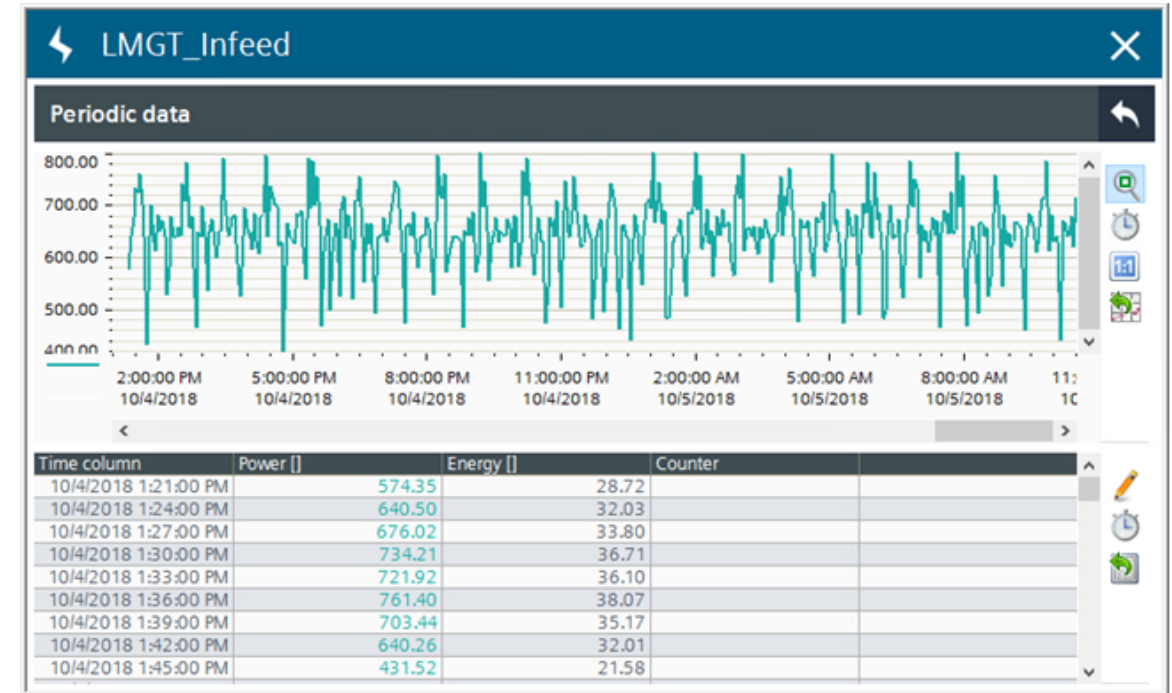 LMGT_Infeed
Periodic data
800.00
700.00
600.00
500.00
400.00
2:00:00 PM 5:00:00 PM 8:00:00 PM 11:00:00 PM 2:00:00 AM 5:00:00 AM 8:00:00 AM 11:
10/4/2018 10/4/2018 10/4/2018 10/4/2018 10/5/2018 10/5/2018 10/5/2018 10
1:1
Time column Power [] Energy [] Counter
10/4/2018 1:21:00 PM 574.35 28.72
10/4/2018 1:24:00 PM 640.50 32.03
10/4/2018 1:27:00 PM 676.02 33.80
10/4/2018 1:30:00 PM 734.21 36.71
10/4/2018 1:33:00 PM 721.92 36.10
10/4/2018 1:36:00 PM 761.40 38.07
10/4/2018 1:39:00 PM 703.44 35.17
10/4/2018 1:42:00 PM 640.26 32.01
10/4/2018 1:45:00 PM 431.52 21.58